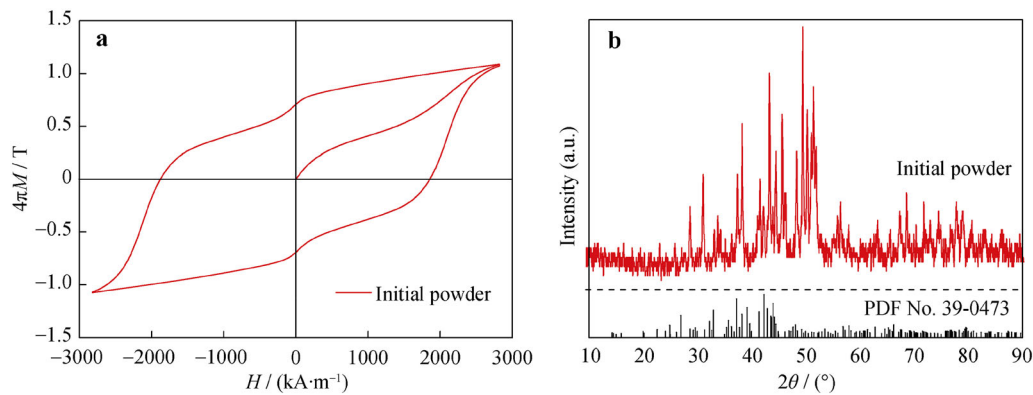 a
1.5
1.0
0.5
0
−0.5
−1.0
−1.5
4πM / T
Initial powder
−3000 −2000 −1000 0 1000 2000 3000
H / (kA·m⁻¹)
b
Intensity (a.u.)
Initial powder
PDF No. 39-0473
10 20 30 40 50 60 70 80 90
2θ / (°)